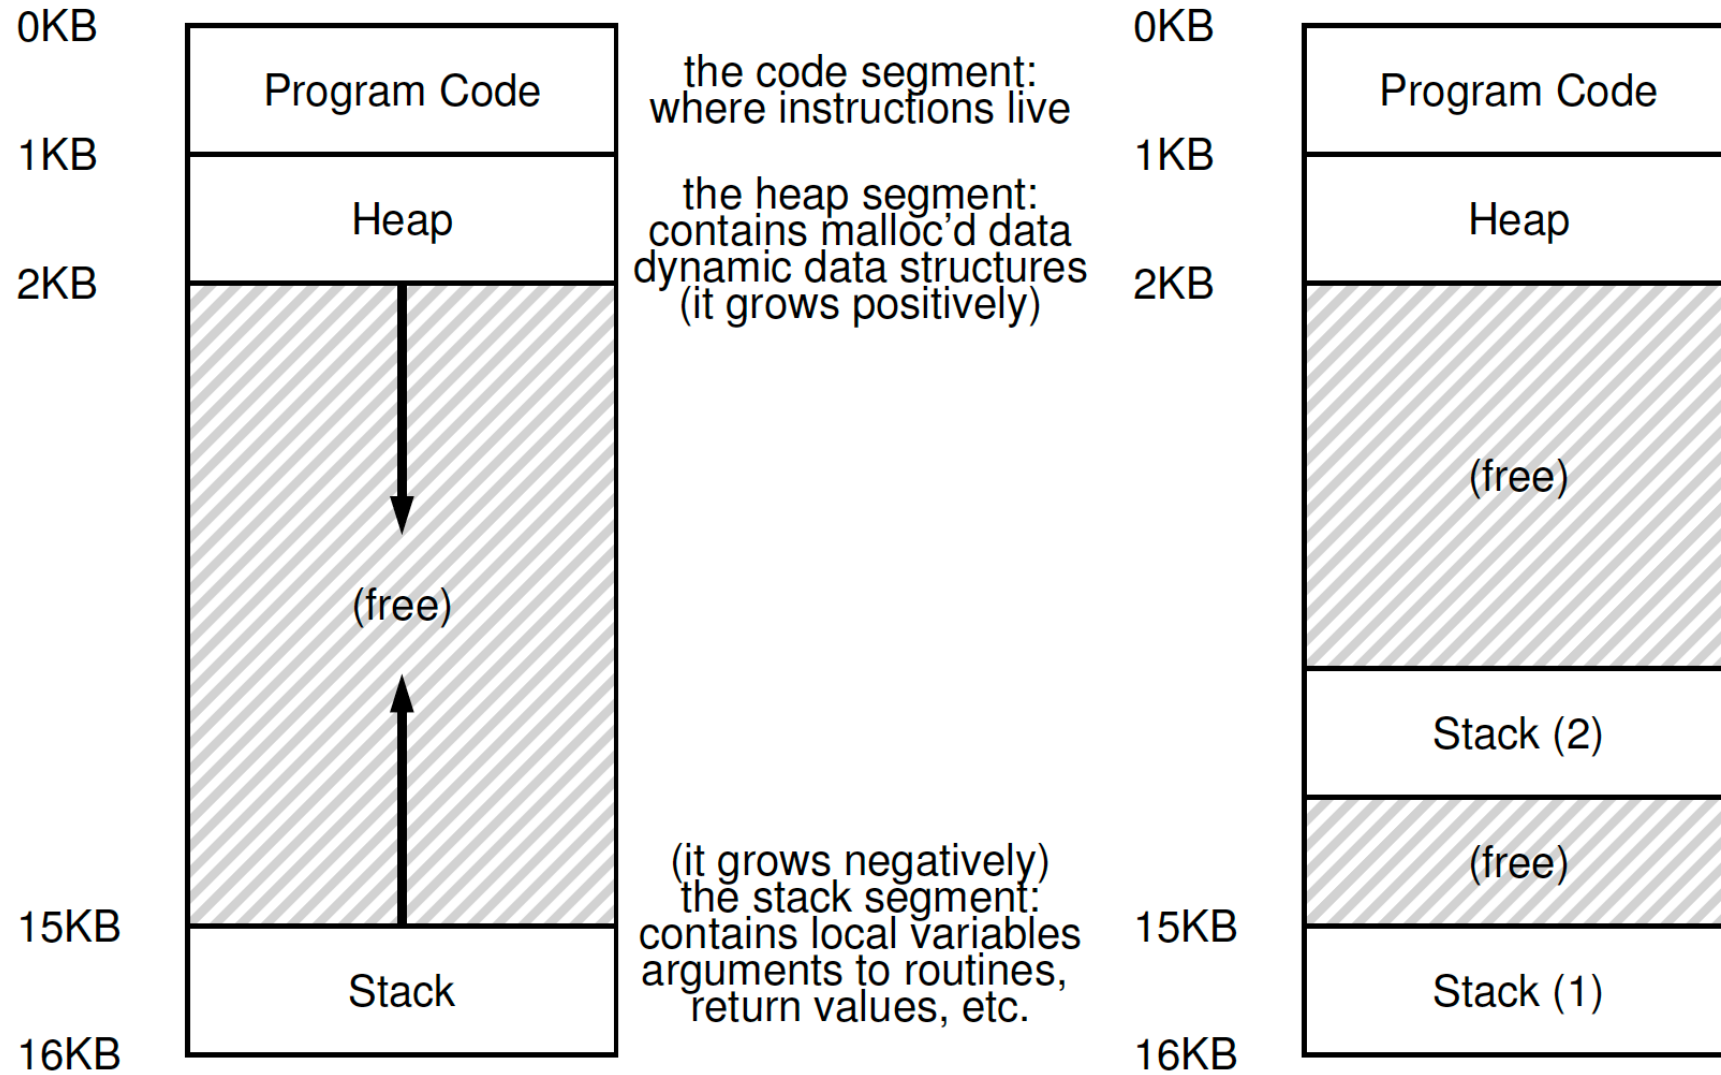 0KB
Program Code
1KB
Heap
2KB
(free)
15KB
Stack
16KB
the code segment:
where instructions live
the heap segment:
contains malloc'd data
dynamic data structures
(it grows positively)
(it grows negatively)
the stack segment:
contains local variables
arguments to routines,
return values, etc.
0KB
Program Code
1KB
Heap
2KB
(free)
Stack (2)
(free)
15KB
Stack (1)
16KB